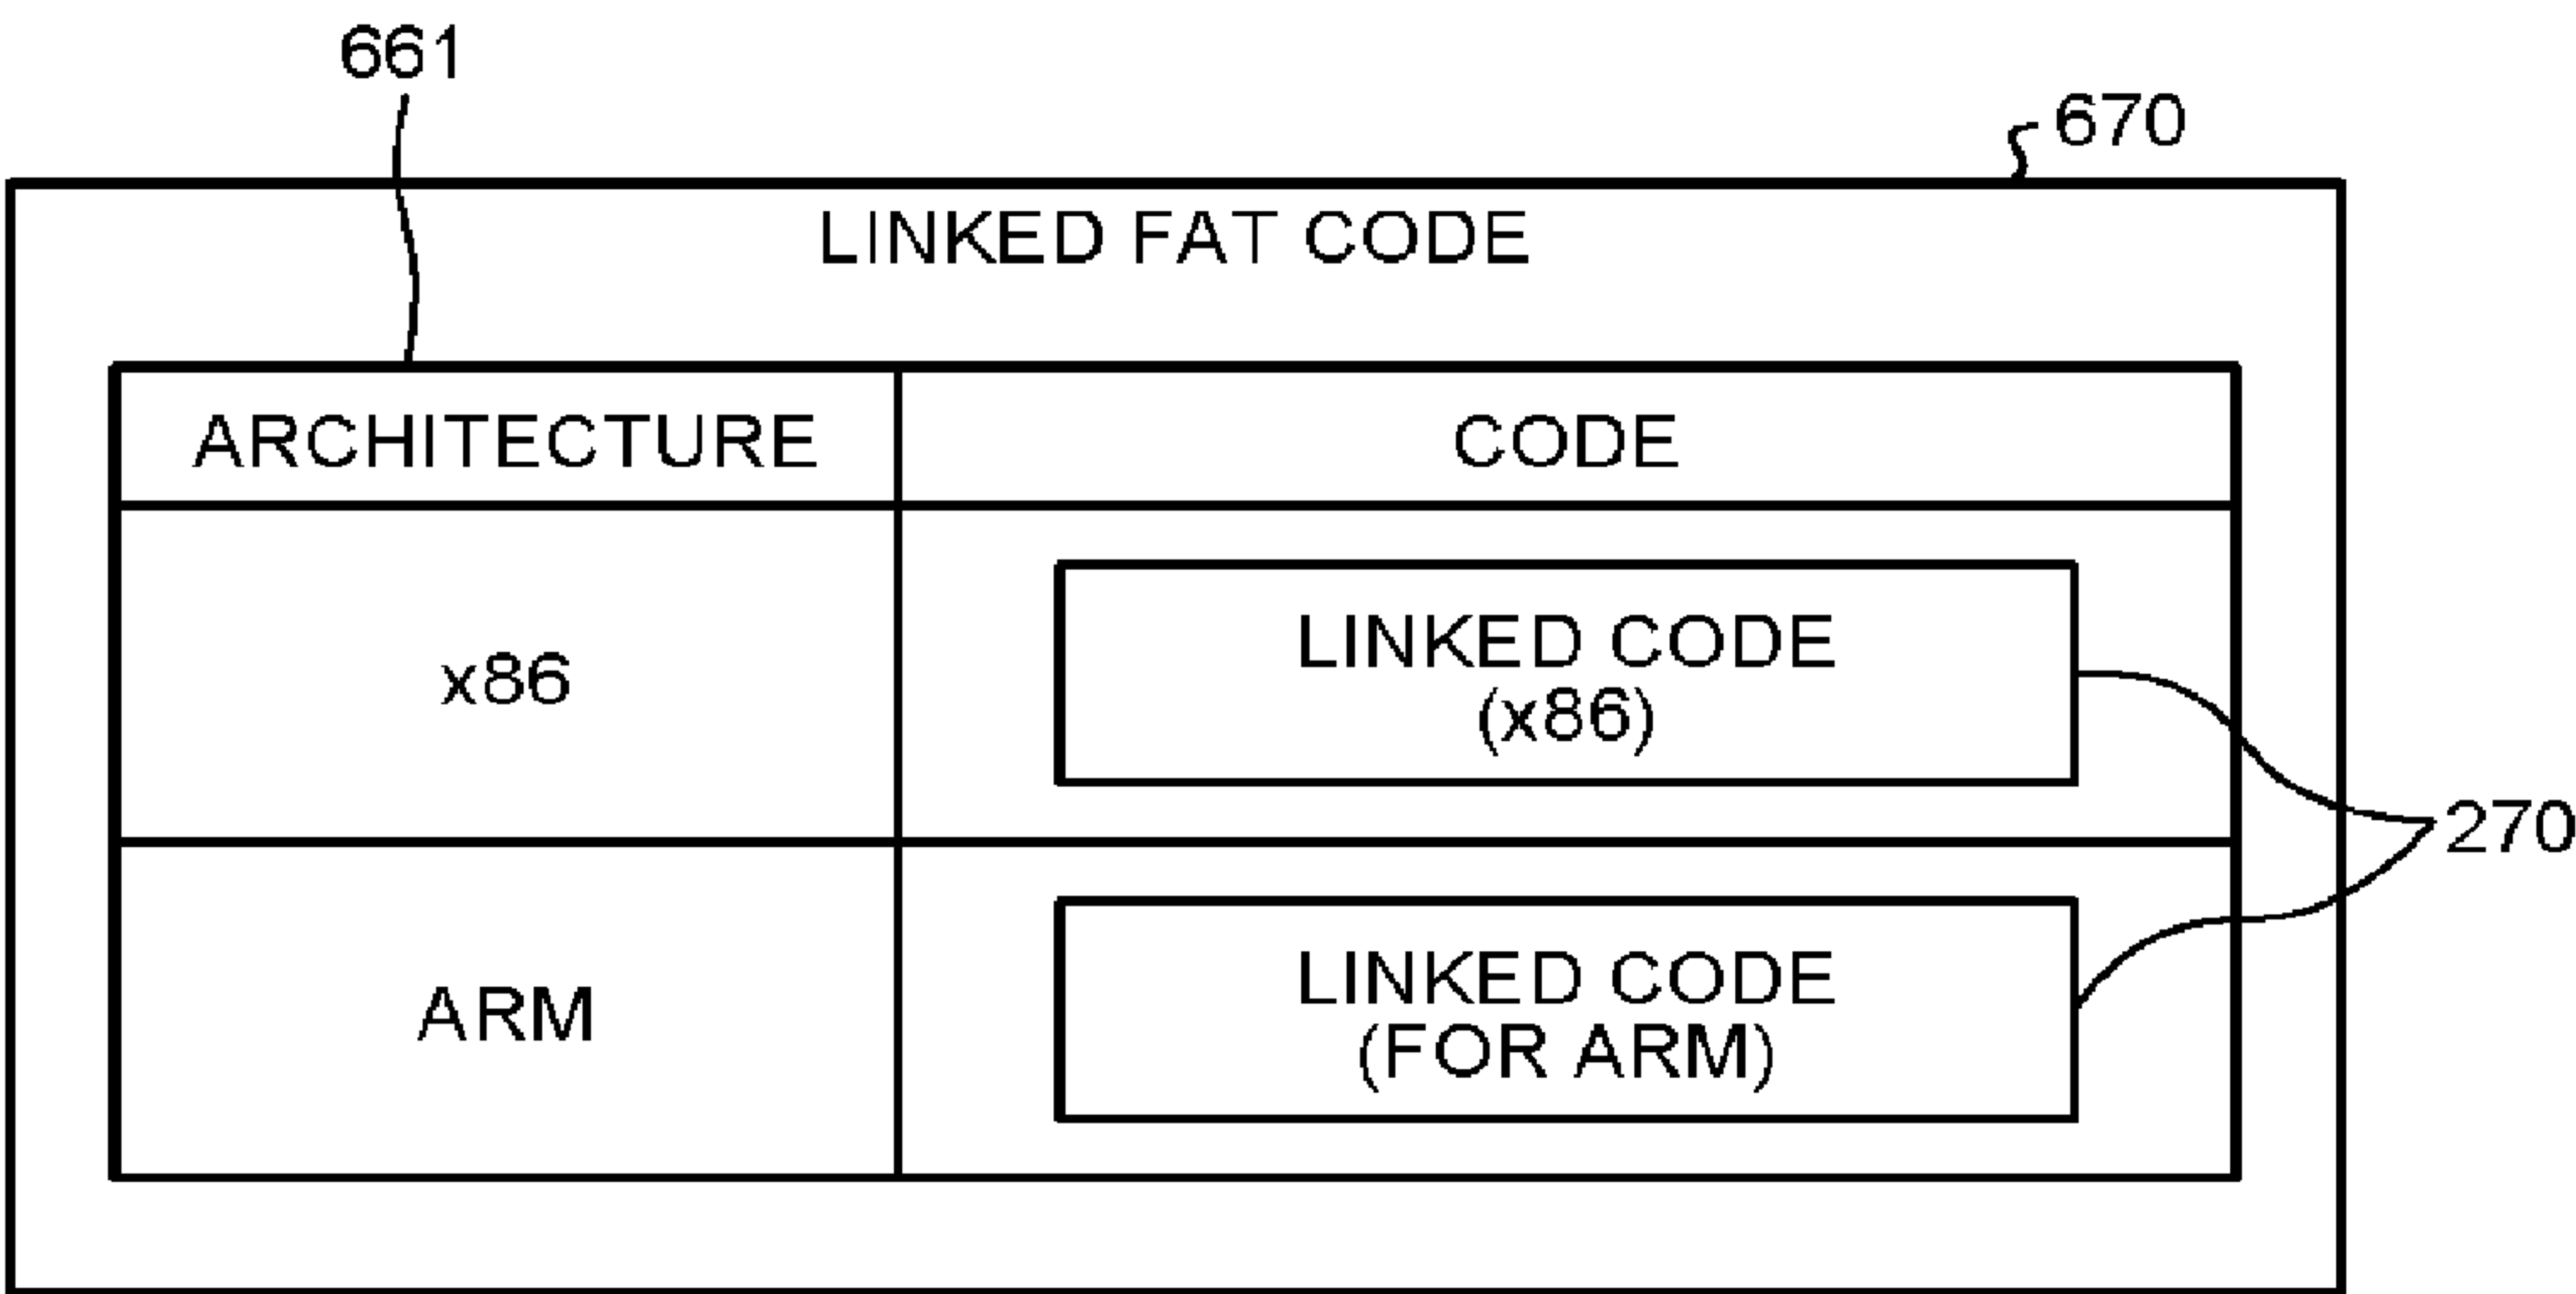 661
670
LINKED FAT CODE
ARCHITECTURE
CODE
x86
LINKED CODE
(x86)
270
ARM
LINKED CODE
(FOR ARM)